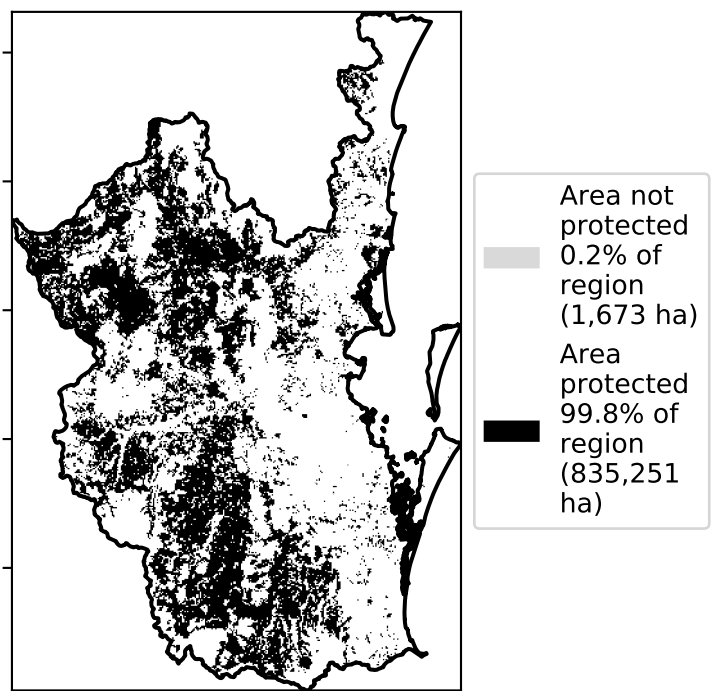 Area not
protected
0.2% of
region
(1,673 ha)
Area
protected
99.8% of
region
(835,251
ha)